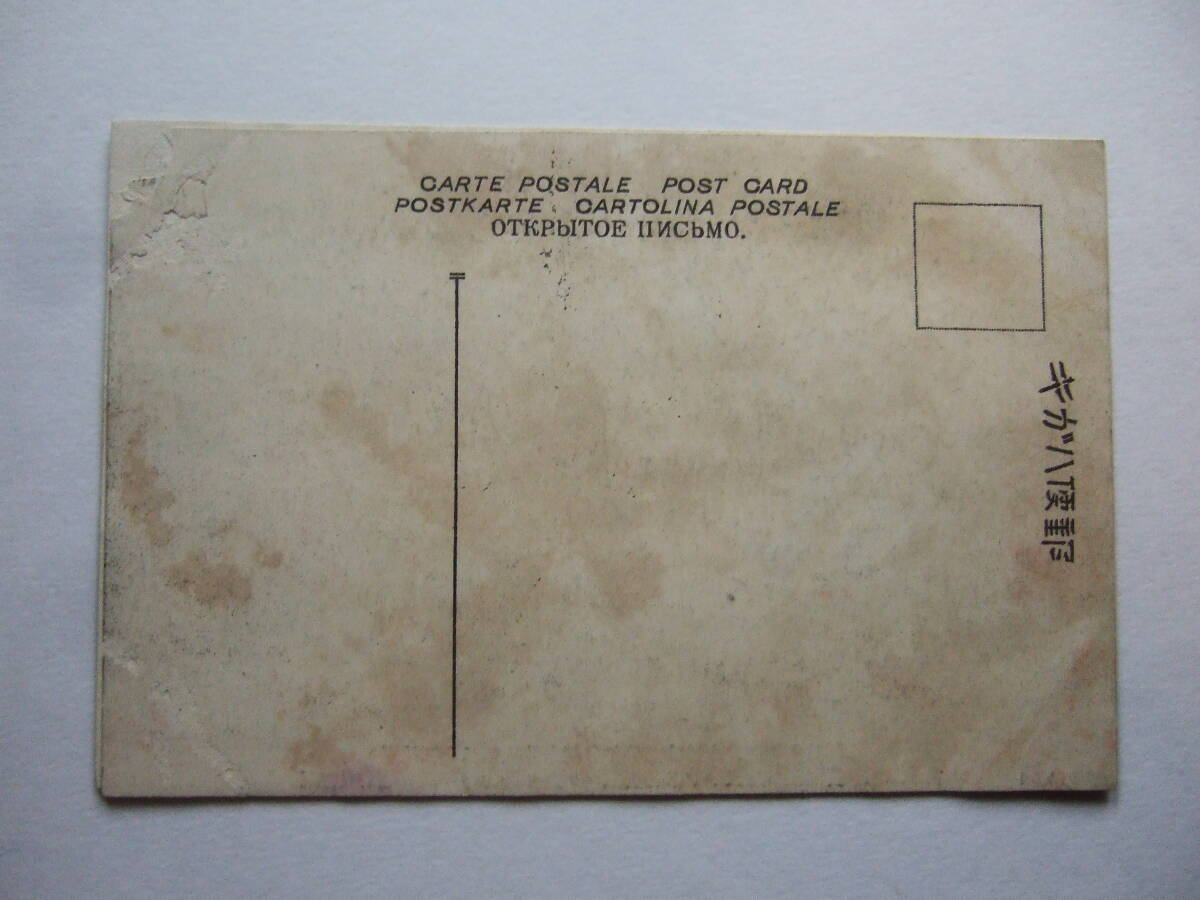 CARTE POSTALE POST CARD
POSTKARTE CARTOLINA POSTALE
ОТКРЫТОЕ ПИСЬМО.
郵便ハガキ